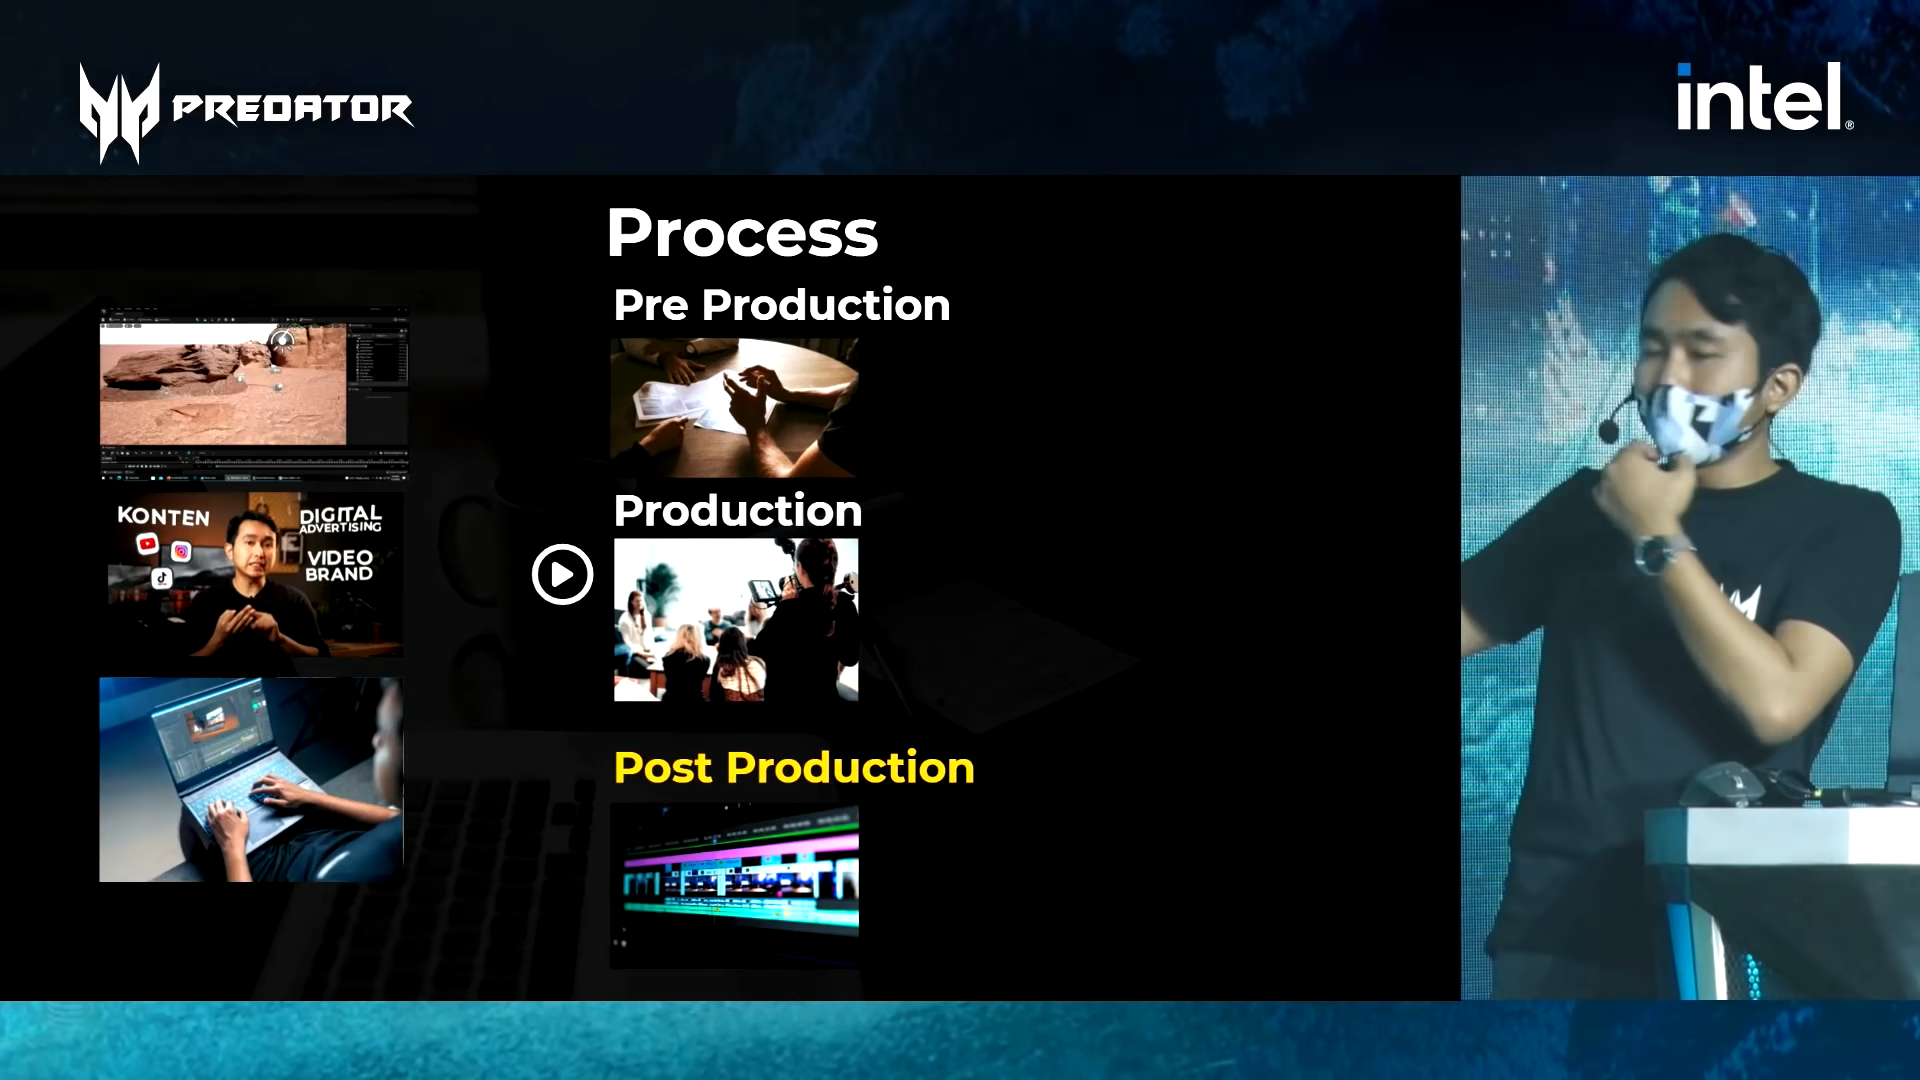 PREDATOR
intel
Process
Pre Production
Production
Post Production
KONTEN
DIGITAL
ADVERTISING
VIDEO
BRAND